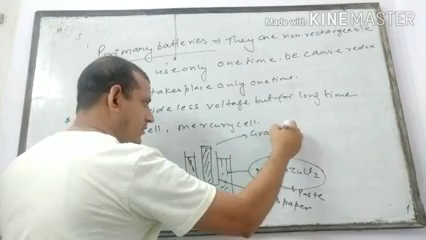 Made with KINEMASTER
Primary batteries ⇒ They are non rechargeable
use only one time. be cause redox
takes place only one time.
less voltage but for long time
cell, mercury cell.
Gra
ZnCl2
Paste
paper